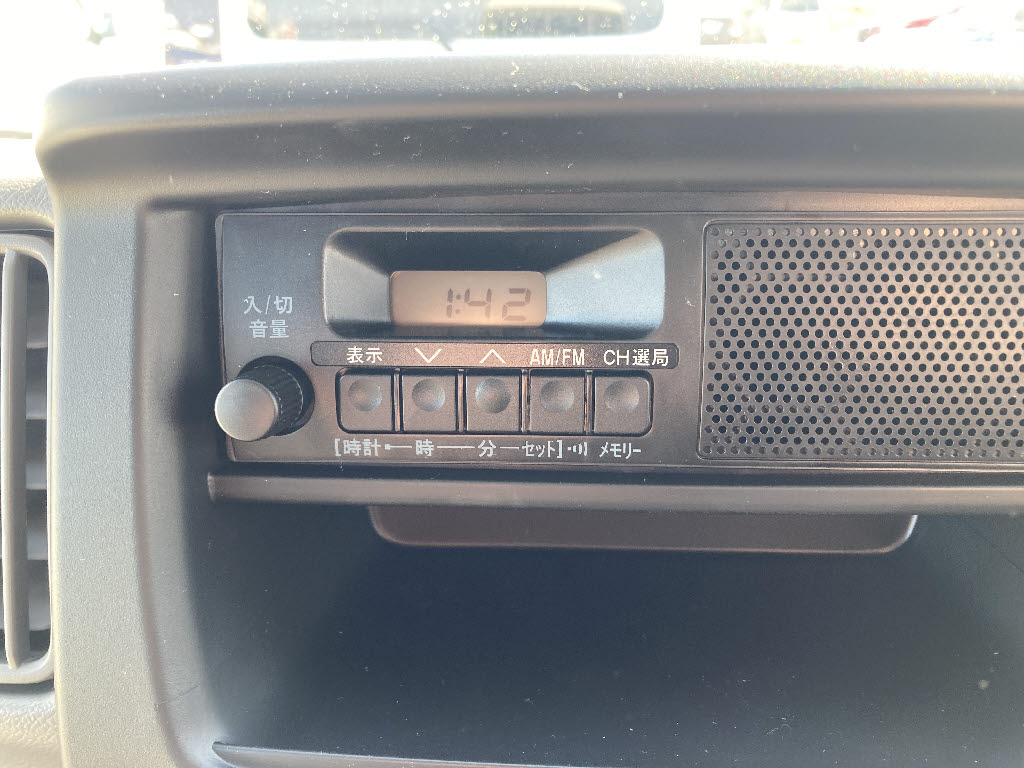 1:42
入/切
音量
表示 ∨ ∧ AM/FM CH選局
[時計 時 分 セット] メモリー